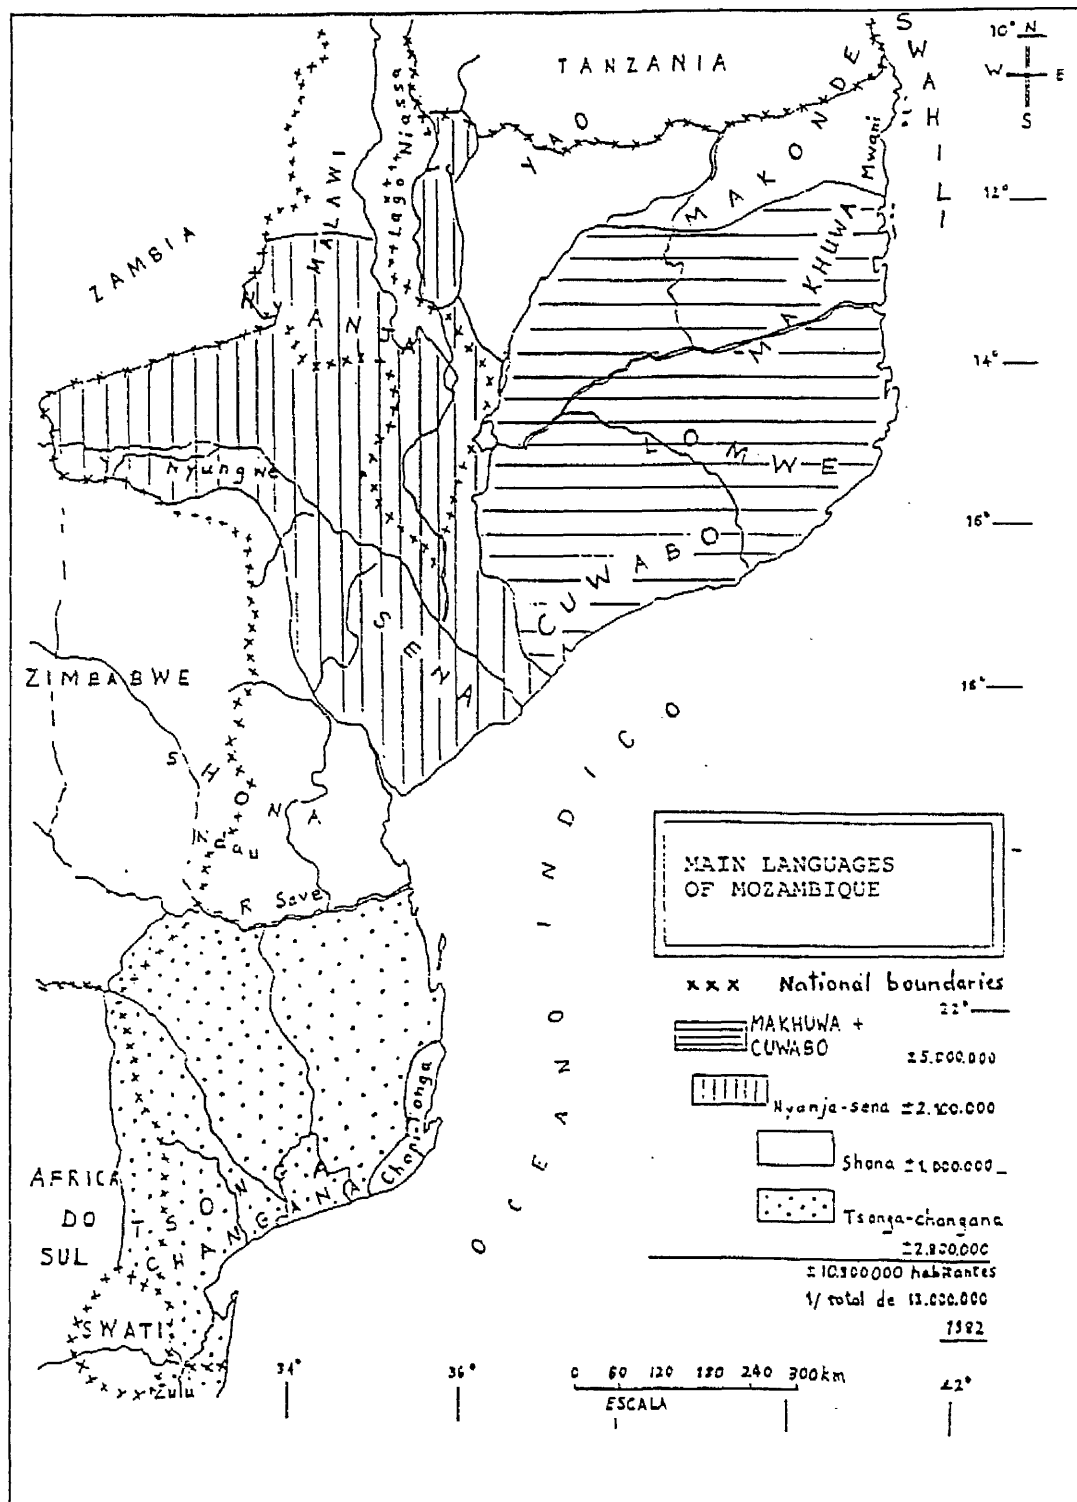 TANZANIA
SWAHILI
10° N
W E
S
YAO
MAKONDE
Mwani
Lago Niassa
MALAWI
ZAMBIA
12°
MAKHUWA
NYANJA
14°
LOMWE
Nyungwe
16°
CUWABO
SENA
ZIMBABWE
18°
SHONA
Ndau
R Save
OCEANO INDICO
MAIN LANGUAGES
OF MOZAMBIQUE
x x x National boundaries
22°
MAKHUWA +
CUWABO ±5.000.000
Nyanja-sena ±2.100.000
Shona ±1.000.000
Tsonga-changana
±2.800.000
±10.900000 habitantes
1/ total de 13.000.000
1982
Chopi-Tonga
AFRICA
DO
SUL
TSONGA
CHANGANA
SWATI
Zulu
34°
36°
0 60 120 180 240 300km
ESCALA